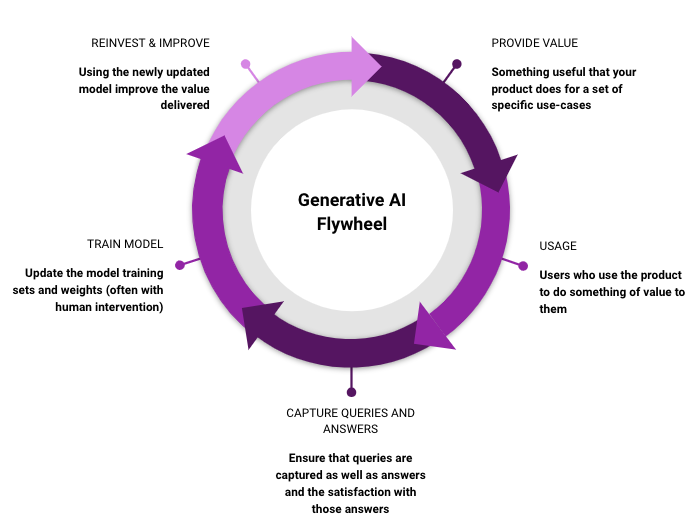 REINVEST & IMPROVE
Using the newly updated
model improve the value
delivered
PROVIDE VALUE
Something useful that your
product does for a set of
specific use-cases
Generative AI
Flywheel
TRAIN MODEL
Update the model training
sets and weights (often with
human intervention)
USAGE
Users who use the product
to do something of value to
them
CAPTURE QUERIES AND
ANSWERS
Ensure that queries are
captured as well as answers
and the satisfaction with
those answers